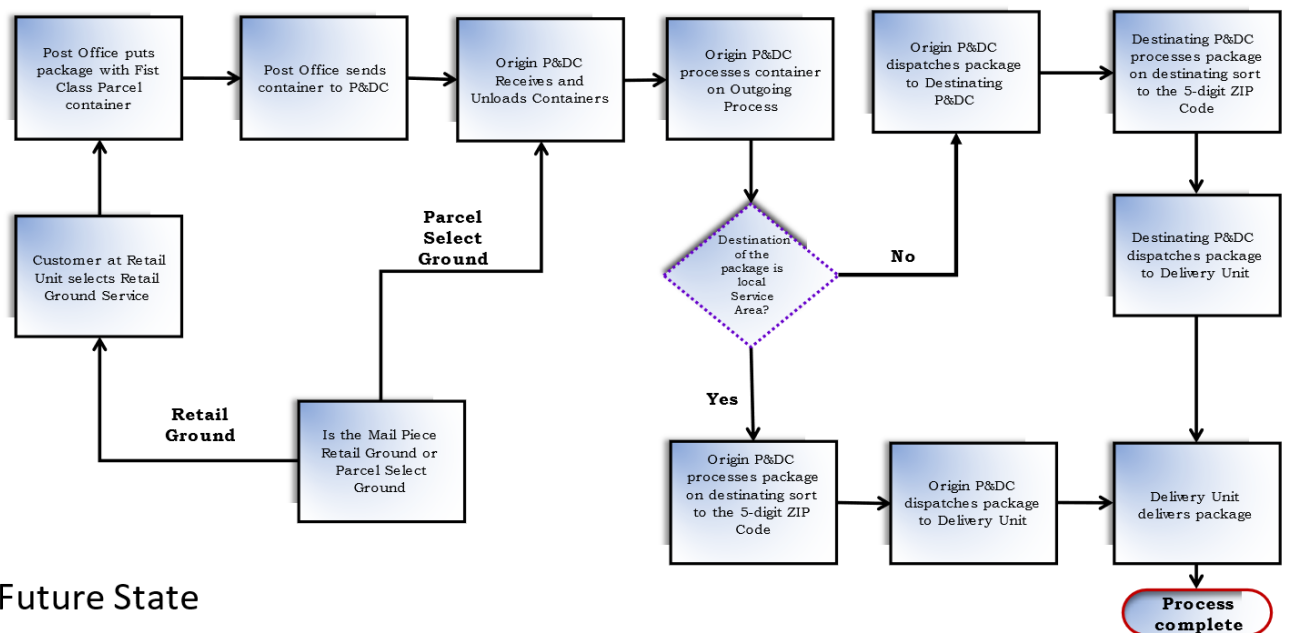 Post Office puts
package with Fist
Class Parcel
container
Post Office sends
container to P&DC
Origin P&DC
Receives and
Unloads Containers
Origin P&DC
processes container
on Outgoing
Process
Origin P&DC
dispatches package
to Destinating
P&DC
Destinating P&DC
processes package
on destinating sort
to the 5-digit ZIP
Code
Customer at Retail
Unit selects Retail
Ground Service
Parcel
Select
Ground
Destination
of the
package is
local
Service
Area?
No
Destinating P&DC
dispatches package
to Delivery Unit
Retail
Ground
Is the Mail Piece
Retail Ground or
Parcel Select
Ground
Yes
Origin P&DC
processes package
on destinating sort
to the 5-digit ZIP
Code
Origin P&DC
dispatches package
to Delivery Unit
Delivery Unit
delivers package
Future State
Process
complete